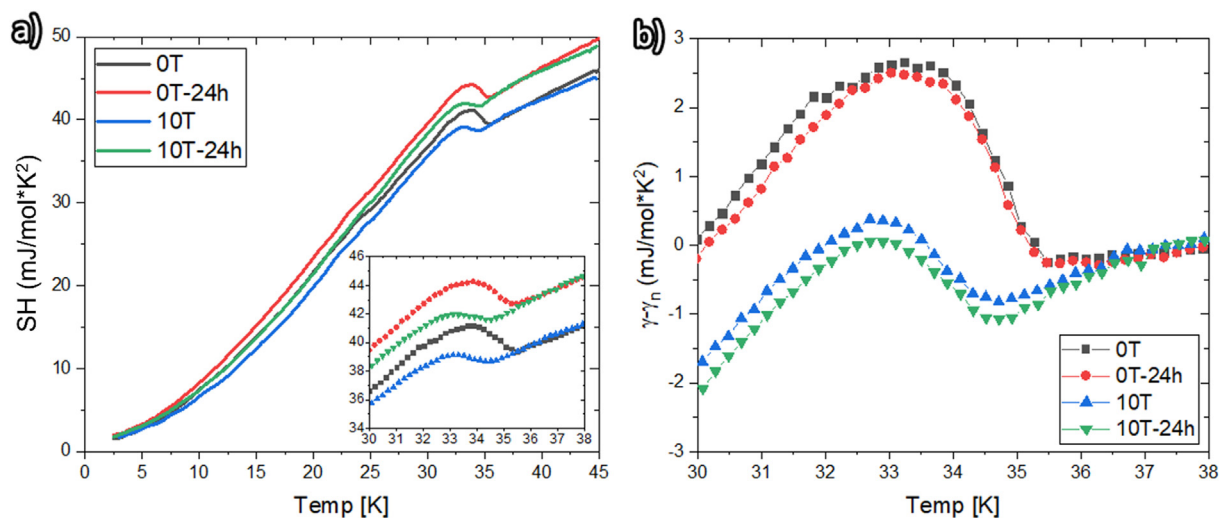 a)
50
40
30
20
10
0
SH (mJ/mol*K²)
0T
0T-24h
10T
10T-24h
46
44
42
40
38
36
34
30 31 32 33 34 35 36 37 38
0 5 10 15 20 25 30 35 40 45
Temp [K]
b)
3
2
1
0
-1
-2
-3
γ-γₙ (mJ/mol*K²)
0T
0T-24h
10T
10T-24h
30 31 32 33 34 35 36 37 38
Temp [K]